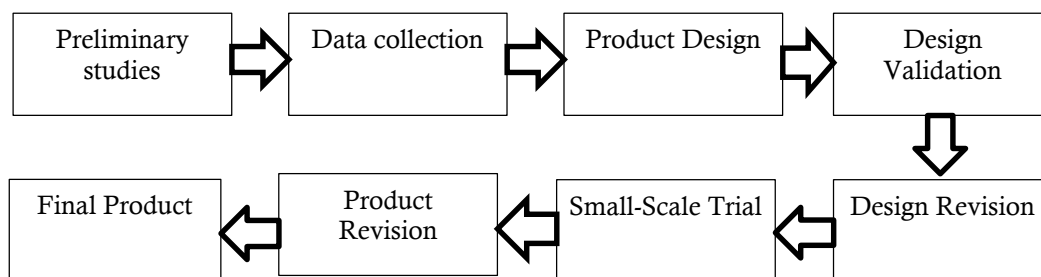 Preliminary
studies
Data collection
Product Design
Design
Validation
Design Revision
Small-Scale Trial
Product
Revision
Final Product